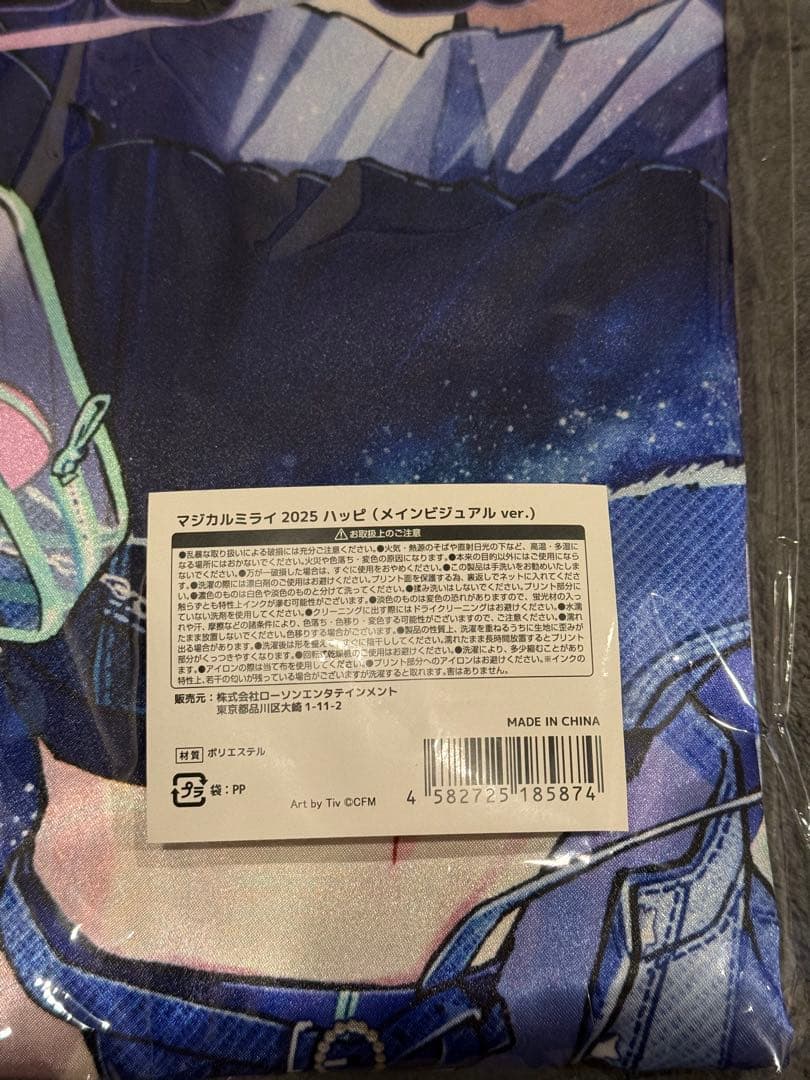 マジカルミライ 2025 ハッピ（メインビジュアル ver.）
⚠お取扱上のご注意
●乱暴な取り扱いによる破損には充分ご注意ください。●火気・熱源のそばや直射日光の下など、高温・多湿に
なる場所にはおかないでください。火災や色落ち・変色の原因になります。●本来の目的以外にはご使用になら
ないでください。●万が一破損した場合は、すぐに使用をおやめください。●この製品は手洗いをお勧めいたしま
す。●洗濯の際には漂白剤のご使用はお避けください。プリント面を保護する為、裏返しでネットに入れてくださ
い。●濃色のものは白色や淡色のものと分けて洗ってください。●揉み洗いはしないでください。プリント部分に
触らずとも特性上インクが滲む可能性がございます。●淡色のものは変色の恐れがありますので、蛍光材の入っ
ていない洗剤を使用してください。●クリーニングに出す際にはドライクリーニングはお避けください。●水濡
れや汗、摩擦などの諸条件により、色落ち・色移り・変色する可能性がございますので、ご注意ください。●濡れ
たまま放置しないでください。色移りする場合がございます。●製品の性質上、洗濯を重ねるうちに生地に歪みが
出る場合があります。●洗濯後は形を整え、すぐに陰干ししてください。濡れたまま長時間放置するとプリント
部分がくっつきやすくなります。●回転式乾燥機のご使用はお避けください。●洗濯により、多少縮むことがあり
ます。●アイロンの際は当て布を使用してください。●プリント部分へのアイロンはお避けください。※インクの
特性上、若干の匂いが残っている場合がございますが洗濯すると取れます。害はありません。
販売元：株式会社ローソンエンタテインメント
東京都品川区大崎 1-11-2
MADE IN CHINA
材質 ポリエステル
プラ 袋：PP
Art by Tiv ©CFM
4 582725 185874